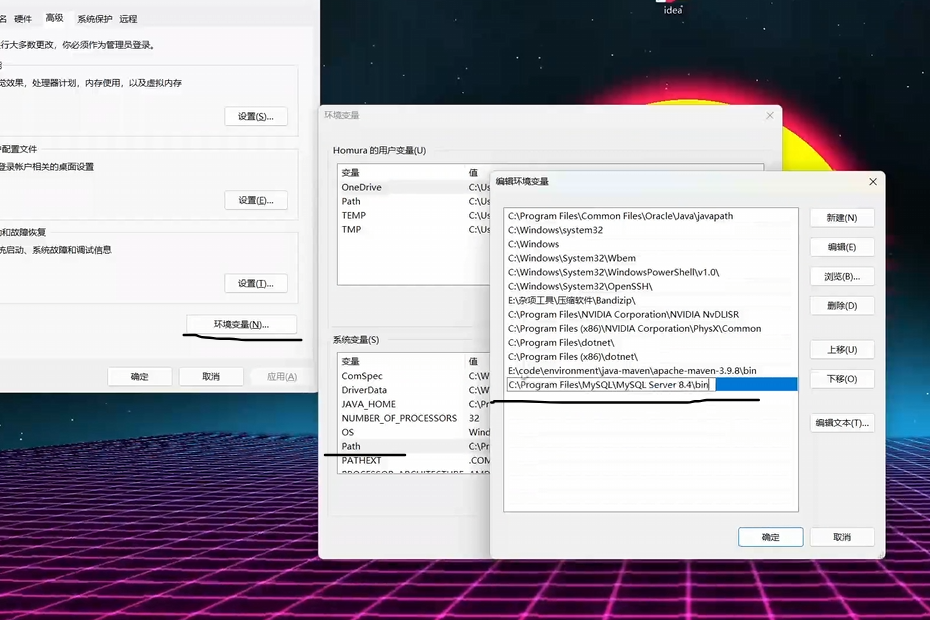 idea
名 硬件 高级 系统保护 远程
行大多数更改，你必须作为管理员登录。
觉效果，处理器计划，内存使用，以及虚拟内存
设置(S)...
户配置文件
登录帐户相关的桌面设置
设置(E)...
动和故障恢复
统启动、系统故障和调试信息
设置(T)...
环境变量(N)...
确定 取消 应用(A)
环境变量
Homura 的用户变量(U)
变量 值
OneDrive C:\Us
Path C:\Us
TEMP C:\Us
TMP C:\Us
系统变量(S)
变量 值
ComSpec C:\W
DriverData C:\W
JAVA_HOME C:\Pr
NUMBER_OF_PROCESSORS 32
OS Wind
Path C:\Pr
PATHEXT .COM
PROCESSOR_ARCHITECTURE AMD
编辑环境变量
C:\Program Files\Common Files\Oracle\Java\javapath
C:\Windows\system32
C:\Windows
C:\Windows\System32\Wbem
C:\Windows\System32\WindowsPowerShell\v1.0\
C:\Windows\System32\OpenSSH\
E:\杂项工具\压缩软件\Bandizip\
C:\Program Files\NVIDIA Corporation\NVIDIA NvDLISR
C:\Program Files (x86)\NVIDIA Corporation\PhysX\Common
C:\Program Files\dotnet\
C:\Program Files (x86)\dotnet\
E:\code\environment\java-maven\apache-maven-3.9.8\bin
C:\Program Files\MySQL\MySQL Server 8.4\bin
新建(N)
编辑(E)
浏览(B)...
删除(D)
上移(U)
下移(O)
编辑文本(T)...
确定 取消